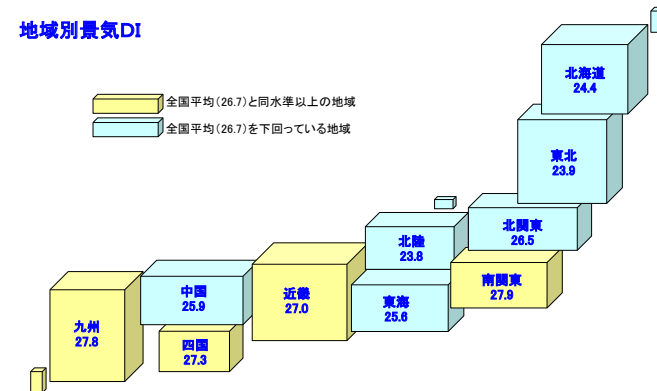 地域別景気DI
全国平均(26.7)と同水準以上の地域
全国平均(26.7)を下回っている地域
北海道
24.4
東北
23.9
北関東
26.5
北陸
23.8
南関東
27.9
近畿
27.0
東海
25.6
中国
25.9
四国
27.3
九州
27.8